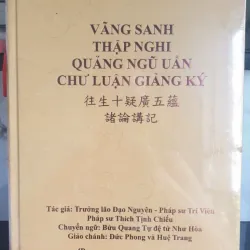 VÃNG SANH
THẬP NGHI
QUẢNG NGŨ UẨN
CHƯ LUẬN GIẢNG KÝ
往生十疑廣五蘊
諸論講記
Tác giả: Trưởng lão Đạo Nguyên - Pháp sư Trí Viên
Pháp sư Thích Tịnh Chiếu
Chuyển ngữ: Bửu Quang Tự đệ tử Như Hòa
Giảo chánh: Đức Phong và Huệ Trang